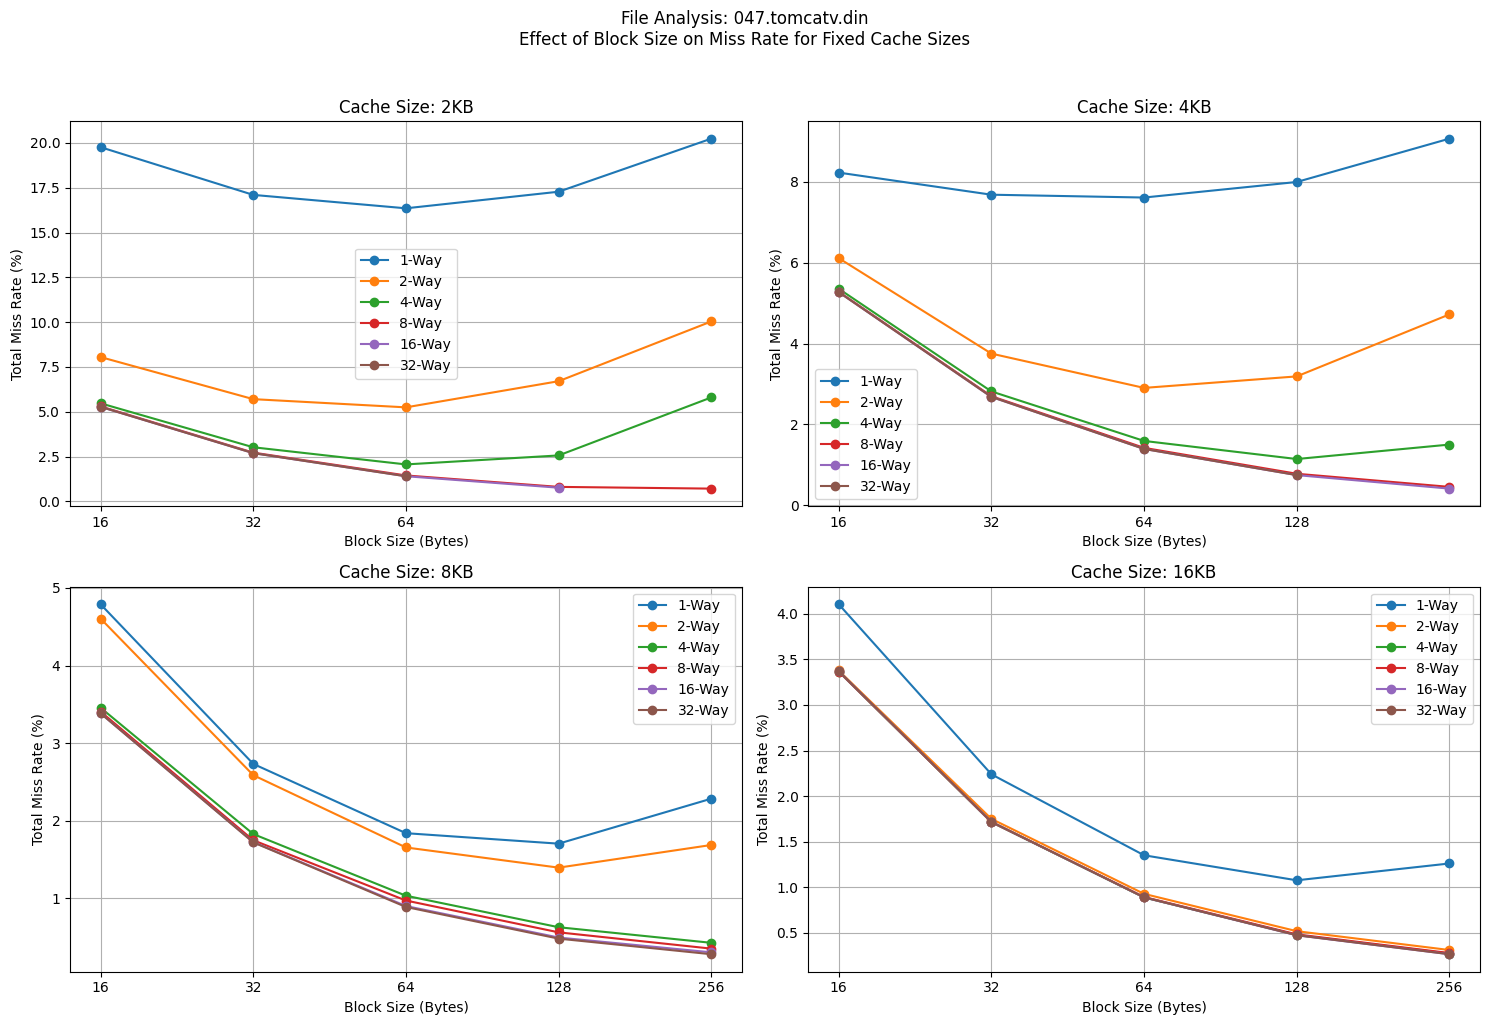 File Analysis: 047.tomcatv.din
Effect of Block Size on Miss Rate for Fixed Cache Sizes
Cache Size: 2KB
20.0
17.5
15.0
12.5
10.0
7.5
5.0
2.5
0.0
Total Miss Rate (%)
1-Way
2-Way
4-Way
8-Way
16-Way
32-Way
16
32
64
Block Size (Bytes)
Cache Size: 4KB
8
6
4
2
0
Total Miss Rate (%)
1-Way
2-Way
4-Way
8-Way
16-Way
32-Way
16
32
64
128
Block Size (Bytes)
Cache Size: 8KB
5
4
3
2
1
Total Miss Rate (%)
1-Way
2-Way
4-Way
8-Way
16-Way
32-Way
16
32
64
128
256
Block Size (Bytes)
Cache Size: 16KB
4.0
3.5
3.0
2.5
2.0
1.5
1.0
0.5
Total Miss Rate (%)
1-Way
2-Way
4-Way
8-Way
16-Way
32-Way
16
32
64
128
256
Block Size (Bytes)